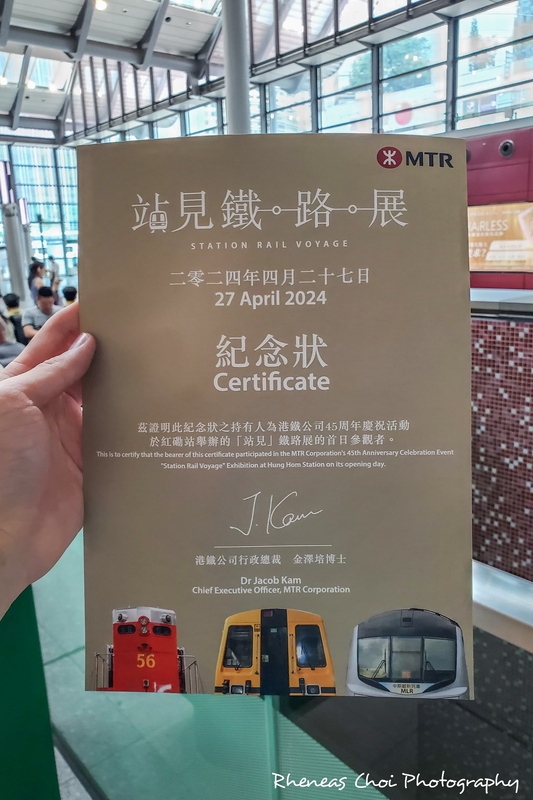 MTR
站見鐵路展
STATION RAIL VOYAGE
二零二四年四月二十七日
27 April 2024
紀念狀
Certificate
茲證明此紀念狀之持有人為港鐵公司45周年慶祝活動
於紅磡站舉辦的「站見」鐵路展的首日參觀者。
This is to certify that the bearer of this certificate participated in the MTR Corporation's 45th Anniversary Celebration Event
"Station Rail Voyage" Exhibition at Hung Hom Station on its opening day.
J. Kam
港鐵公司行政總裁 金澤培博士
Dr Jacob Kam
Chief Executive Officer, MTR Corporation
56
MLR
Rheneas Choi Photography